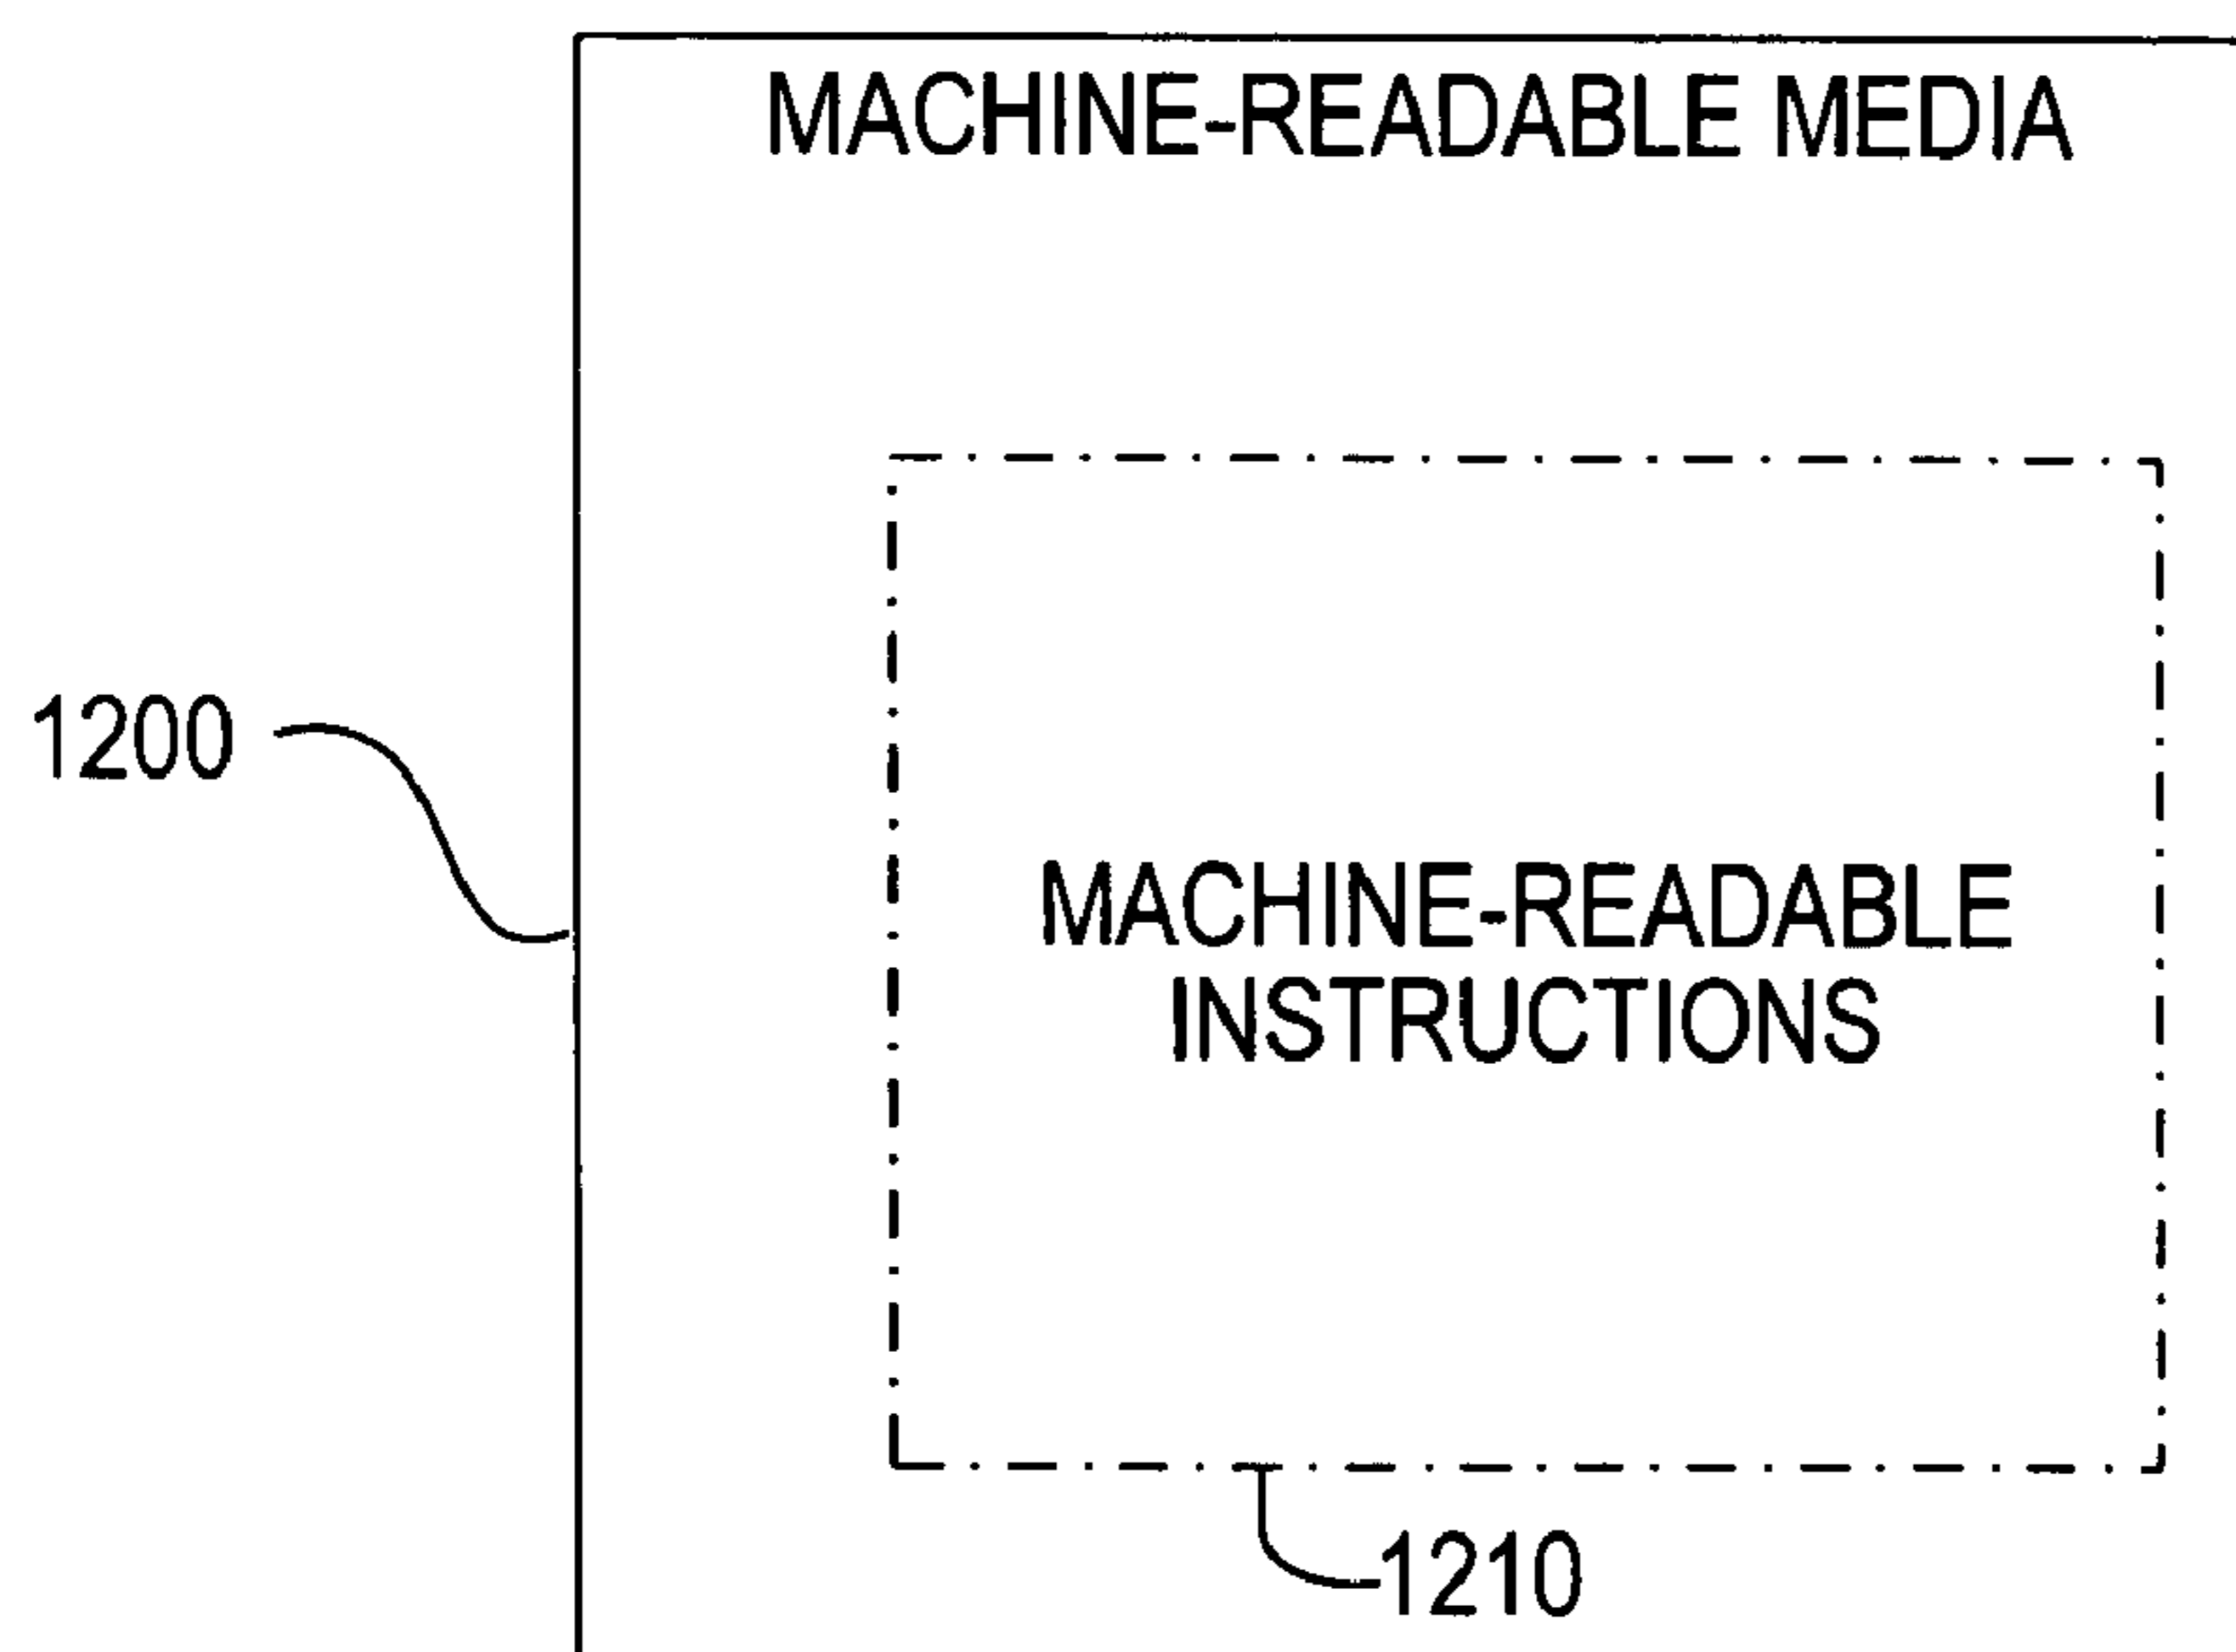 MACHINE-READABLE MEDIA
1200
MACHINE-READABLE
INSTRUCTIONS
1210